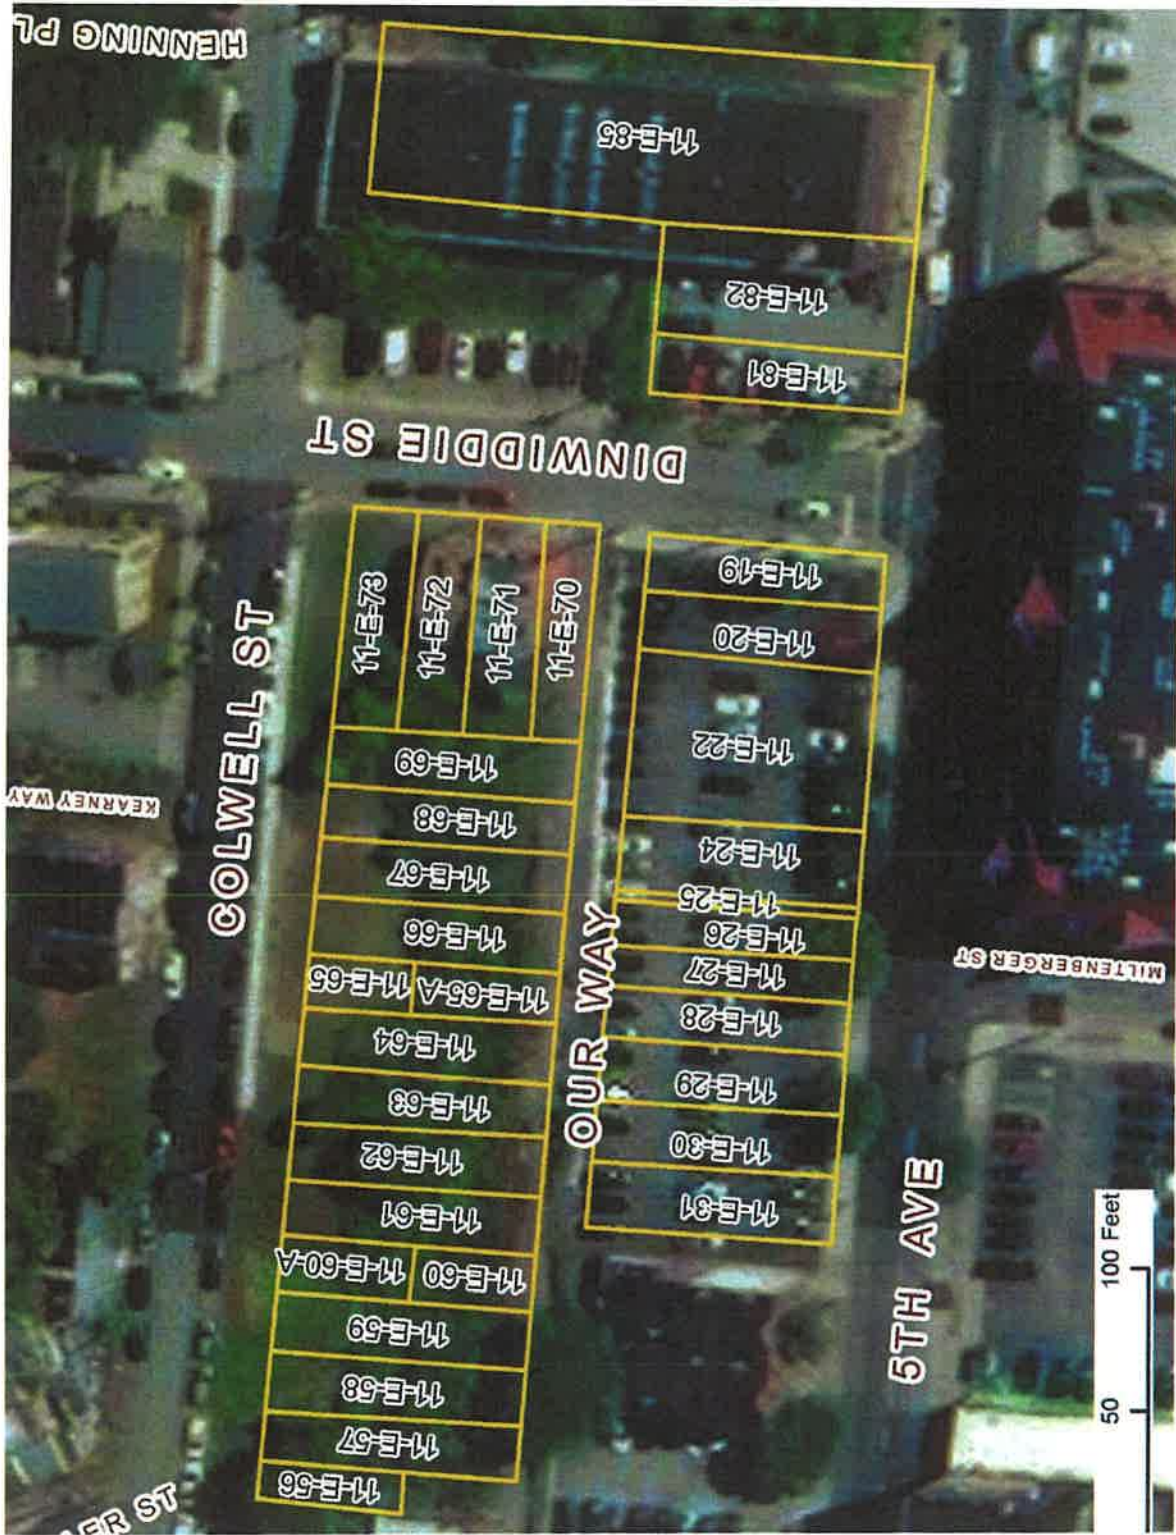 HENNING PL
11-E-85
11-E-82
11-E-81
DINWIDDIE ST
11-E-73
11-E-72
11-E-71
11-E-70
11-E-19
11-E-20
COLWELL ST
11-E-69
11-E-22
KEARNEY WAY
11-E-68
11-E-67
11-E-24
11-E-25
11-E-66
11-E-26
MILTENBERGER ST
11-E-65
11-E-65-A
11-E-27
OUR WAY
11-E-64
11-E-28
11-E-63
11-E-29
11-E-62
11-E-30
11-E-61
11-E-31
5TH AVE
11-E-60-A
11-E-60
11-E-59
11-E-58
11-E-57
11-E-56
LER ST
50
100 Feet